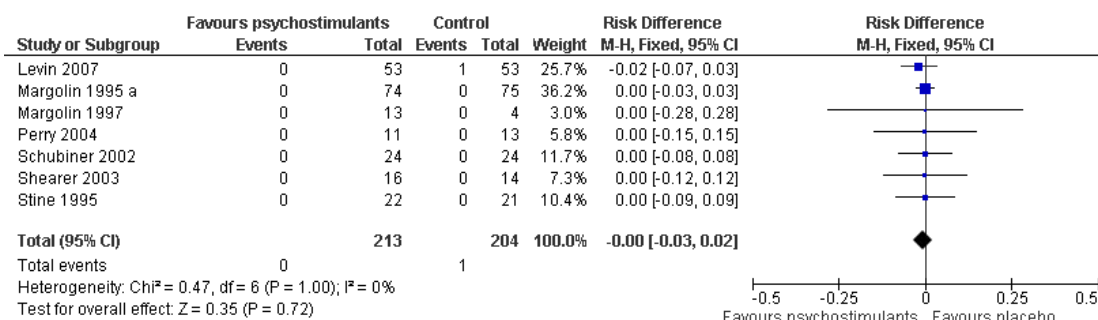 Favours psychostimulants Control Risk Difference Risk Difference
Study or Subgroup Events Total Events Total Weight M-H, Fixed, 95% CI M-H, Fixed, 95% CI
Levin 2007 0 53 1 53 25.7% -0.02 [-0.07, 0.03]
Margolin 1995 a 0 74 0 75 36.2% 0.00 [-0.03, 0.03]
Margolin 1997 0 13 0 4 3.0% 0.00 [-0.28, 0.28]
Perry 2004 0 11 0 13 5.8% 0.00 [-0.15, 0.15]
Schubiner 2002 0 24 0 24 11.7% 0.00 [-0.08, 0.08]
Shearer 2003 0 16 0 14 7.3% 0.00 [-0.12, 0.12]
Stine 1995 0 22 0 21 10.4% 0.00 [-0.09, 0.09]
Total (95% CI) 213 204 100.0% -0.00 [-0.03, 0.02]
Total events 0 1
Heterogeneity: Chi² = 0.47, df = 6 (P = 1.00); I² = 0%
Test for overall effect: Z = 0.35 (P = 0.72)
-0.5 -0.25 0 0.25 0.5
Favours psychostimulants Favours placebo